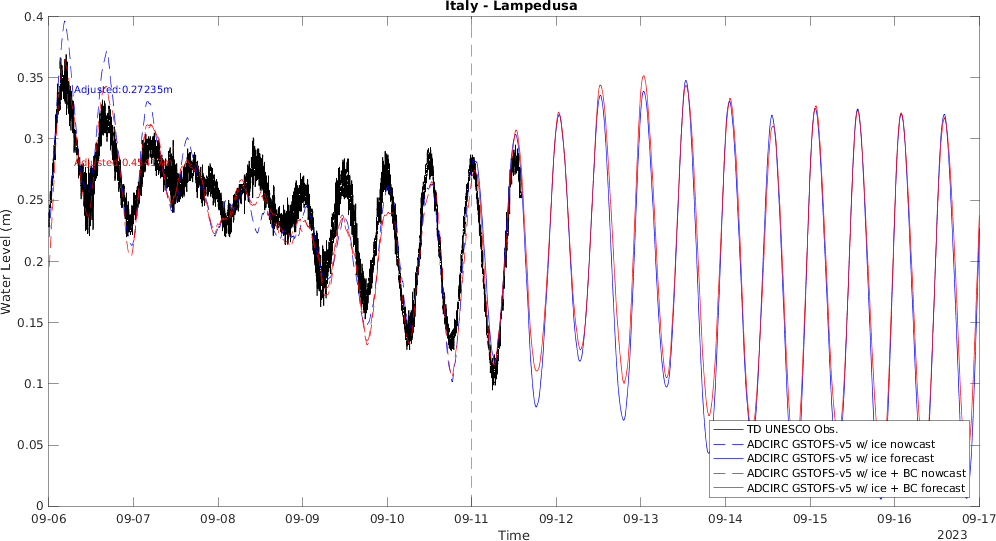 Italy - Lampedusa
0.4
0.35
0.3
0.25
0.2
0.15
0.1
0.05
0
Water Level (m)
Adjusted:0.27235m
TD UNESCO Obs.
ADCIRC GSTOFS-v5 w/ ice nowcast
ADCIRC GSTOFS-v5 w/ ice forecast
ADCIRC GSTOFS-v5 w/ ice + BC nowcast
ADCIRC GSTOFS-v5 w/ ice + BC forecast
09-06 09-07 09-08 09-09 09-10 09-11 09-12 09-13 09-14 09-15 09-16 09-17
Time
2023